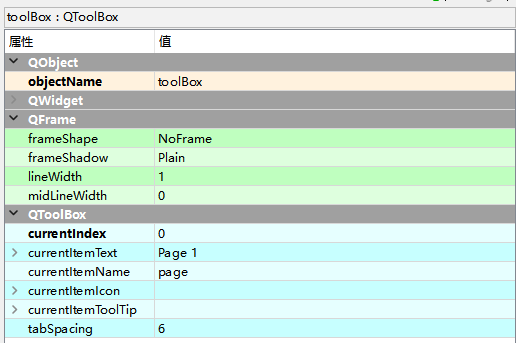 toolBox : QToolBox
属性 值
QObject
objectName toolBox
QWidget
QFrame
frameShape NoFrame
frameShadow Plain
lineWidth 1
midLineWidth 0
QToolBox
currentIndex 0
currentItemText Page 1
currentItemName page
currentItemIcon
currentItemToolTip
tabSpacing 6